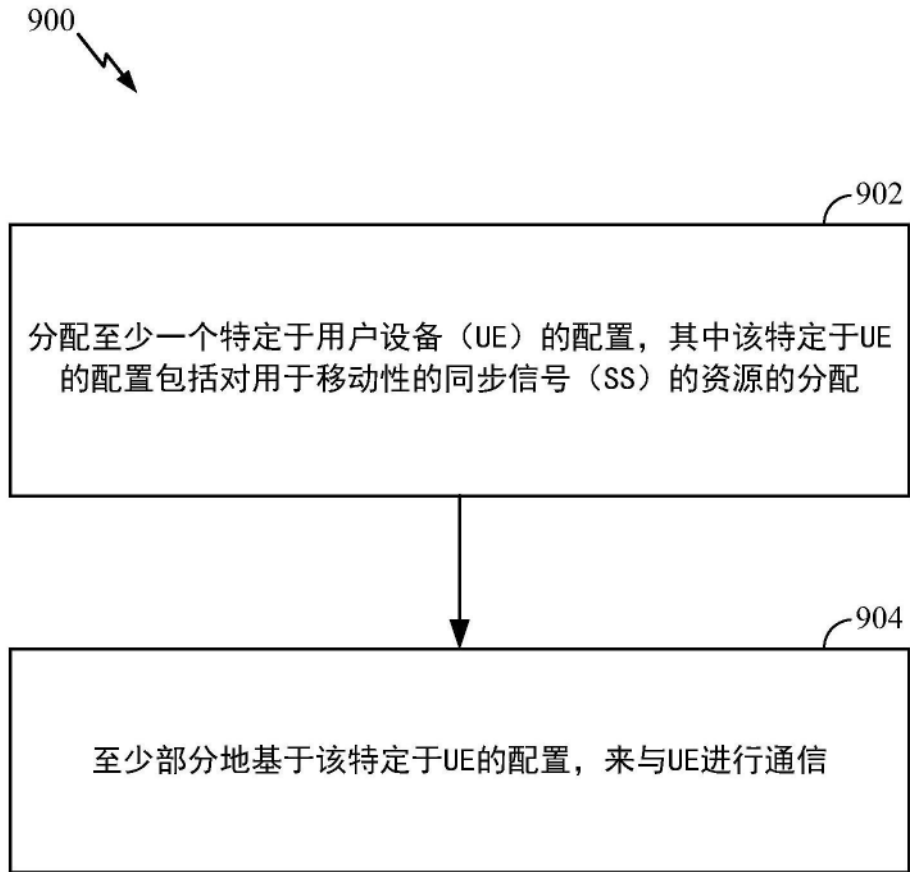 900
902
分配至少一个特定于用户设备（UE）的配置，其中该特定于UE
的配置包括对用于移动性的同步信号（SS）的资源的分配
904
至少部分地基于该特定于UE的配置，来与UE进行通信